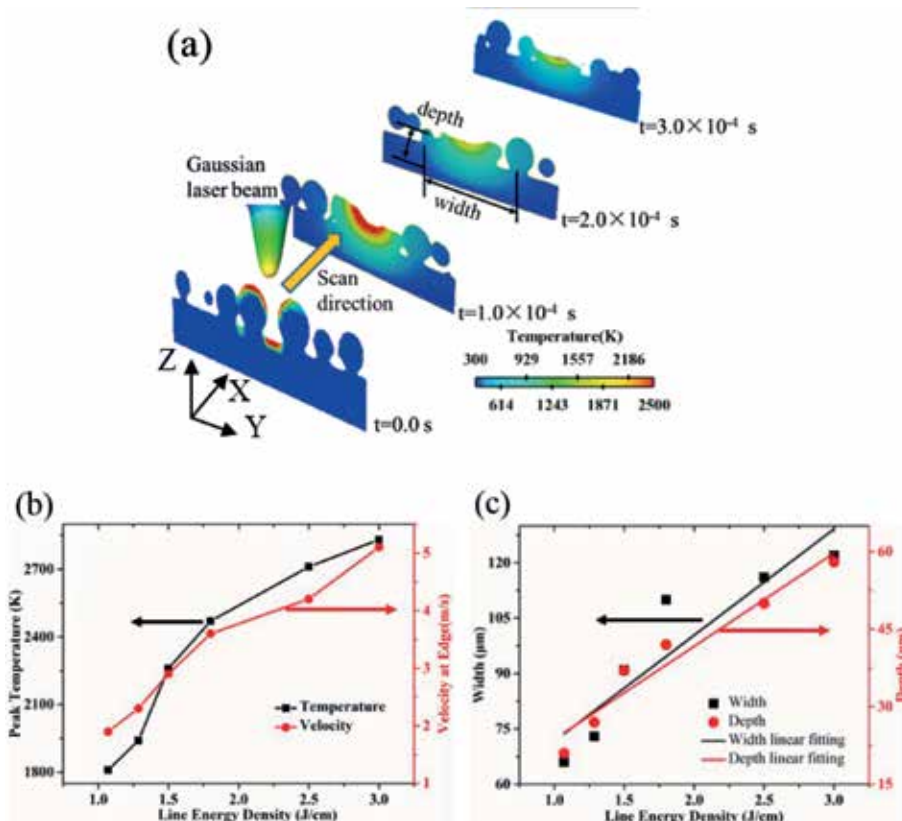 (a)
t=3.0×10⁻⁴ s
depth
width
t=2.0×10⁻⁴ s
Gaussian
laser beam
Scan
direction
t=1.0×10⁻⁴ s
Temperature(K)
300 929 1557 2186
614 1243 1871 2500
Z
X
Y
t=0.0 s
(b)
Peak Temperature (K)
2700
2400
2100
1800
5
4
3
2
1
Velocity at Edge(m/s)
Temperature
Velocity
1.0 1.5 2.0 2.5 3.0
Line Energy Density (J/cm)
(c)
Width (μm)
120
105
90
75
60
60
45
30
15
Depth (μm)
Width
Depth
Width linear fitting
Depth linear fitting
1.0 1.5 2.0 2.5 3.0
Line Energy Density (J/cm)